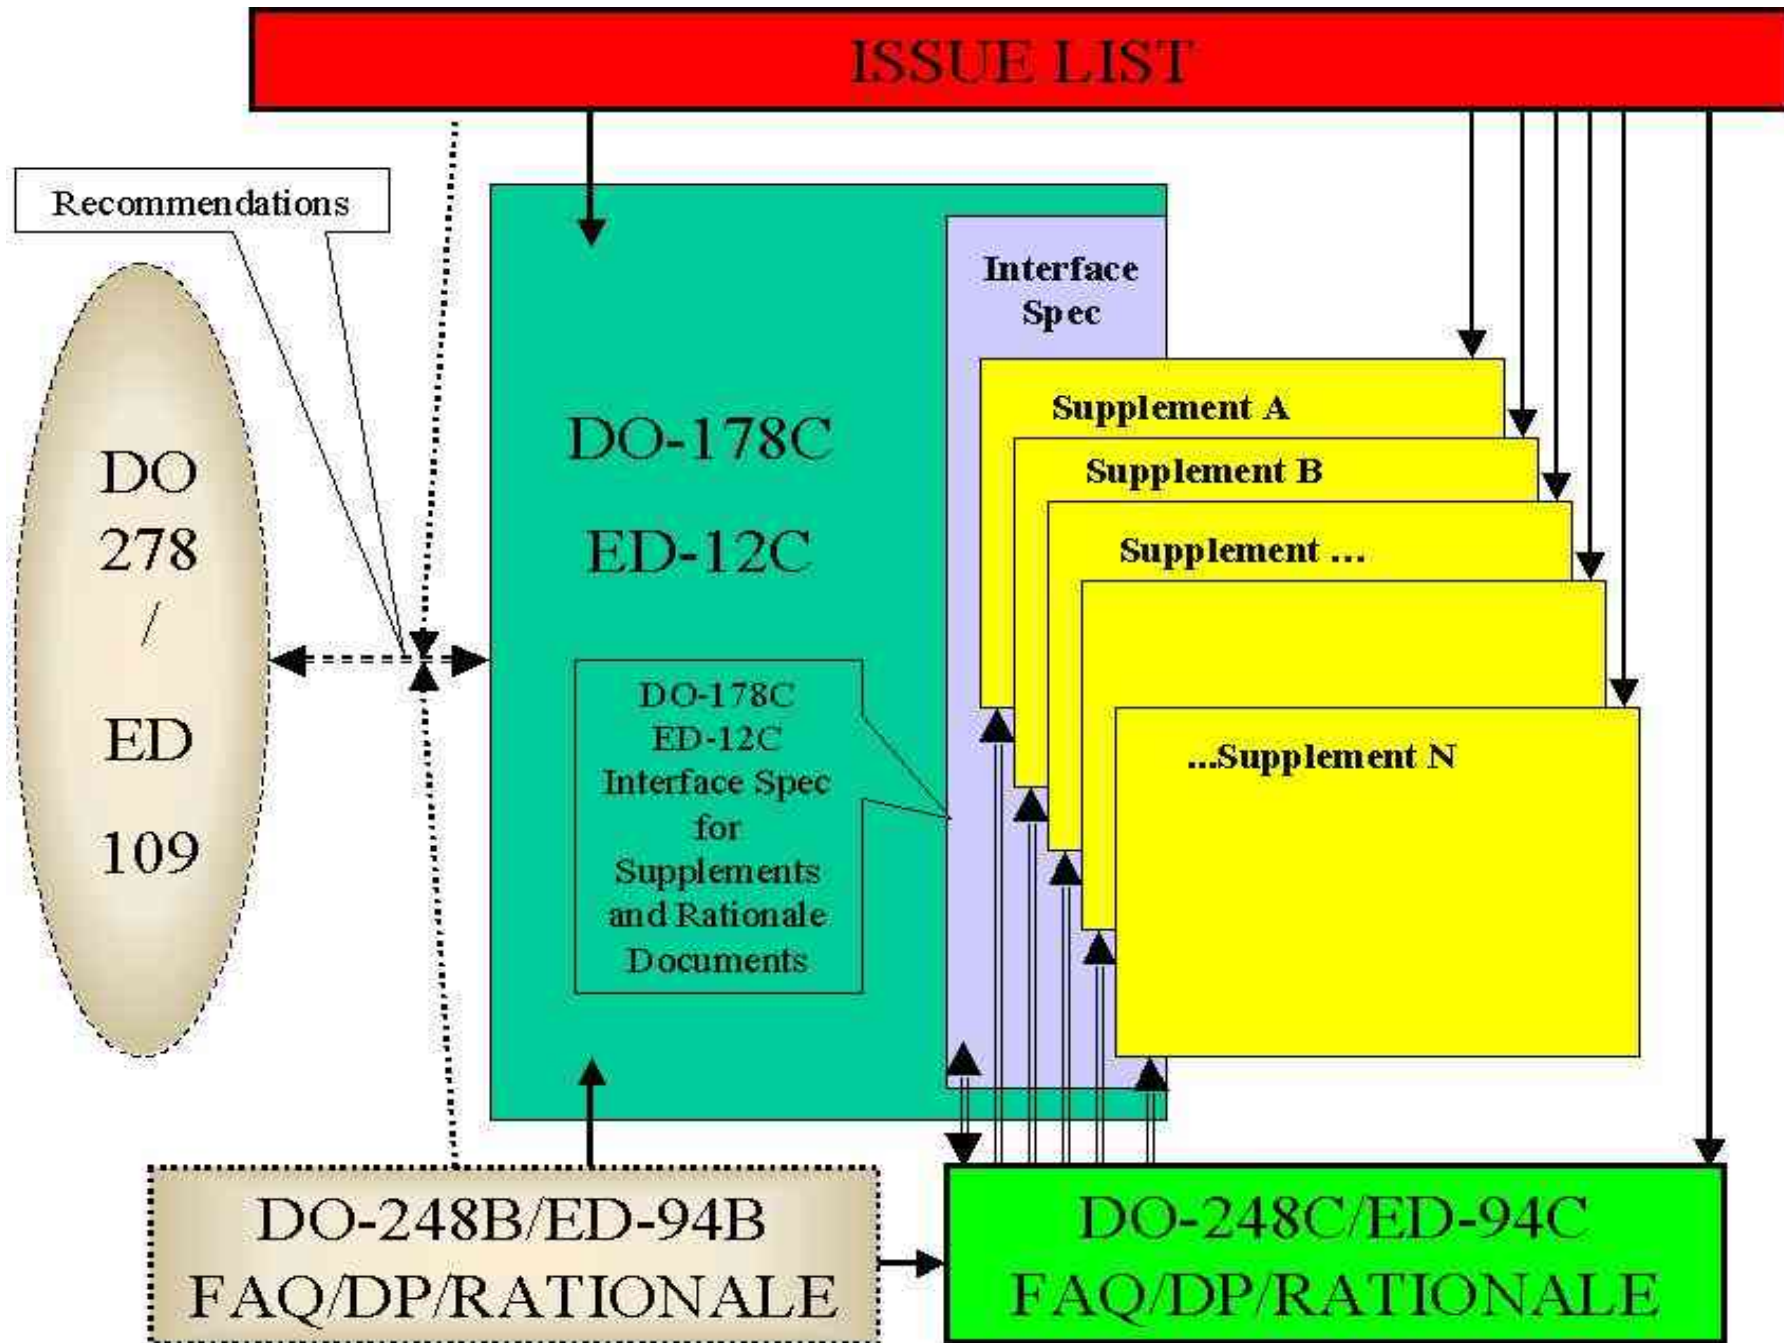 ISSUE LIST
Recommendations
DO
278
/
ED
109
DO-178C
ED-12C
DO-178C
ED-12C
Interface Spec
for
Supplements
and Rationale
Documents
Interface
Spec
Supplement A
Supplement B
Supplement ...
...Supplement N
DO-248B/ED-94B
FAQ/DP/RATIONALE
DO-248C/ED-94C
FAQ/DP/RATIONALE